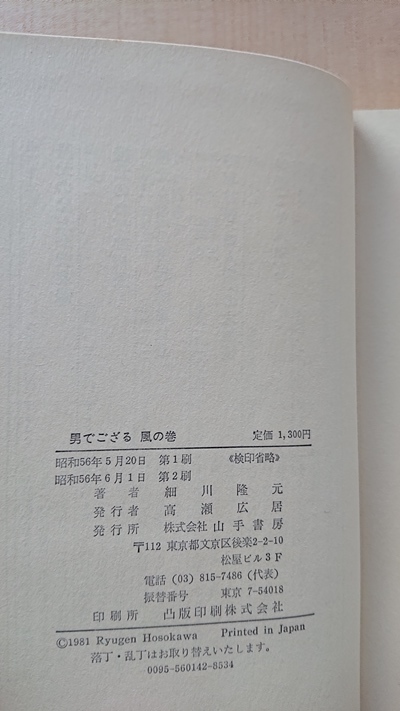 男でござる 風の巻 定価 1,300円
昭和56年5月20日 第1刷 《検印省略》
昭和56年6月1日 第2刷
著者 細川隆元
発行者 高瀬広居
発行所 株式会社山手書房
〒112 東京都文京区後楽2-2-10
松屋ビル3F
電話 (03) 815-7486 (代表)
振替番号 東京 7-54018
印刷所 凸版印刷株式会社
©1981 Ryugen Hosokawa Printed in Japan
落丁・乱丁はお取り替えいたします。
0095-560142-8534